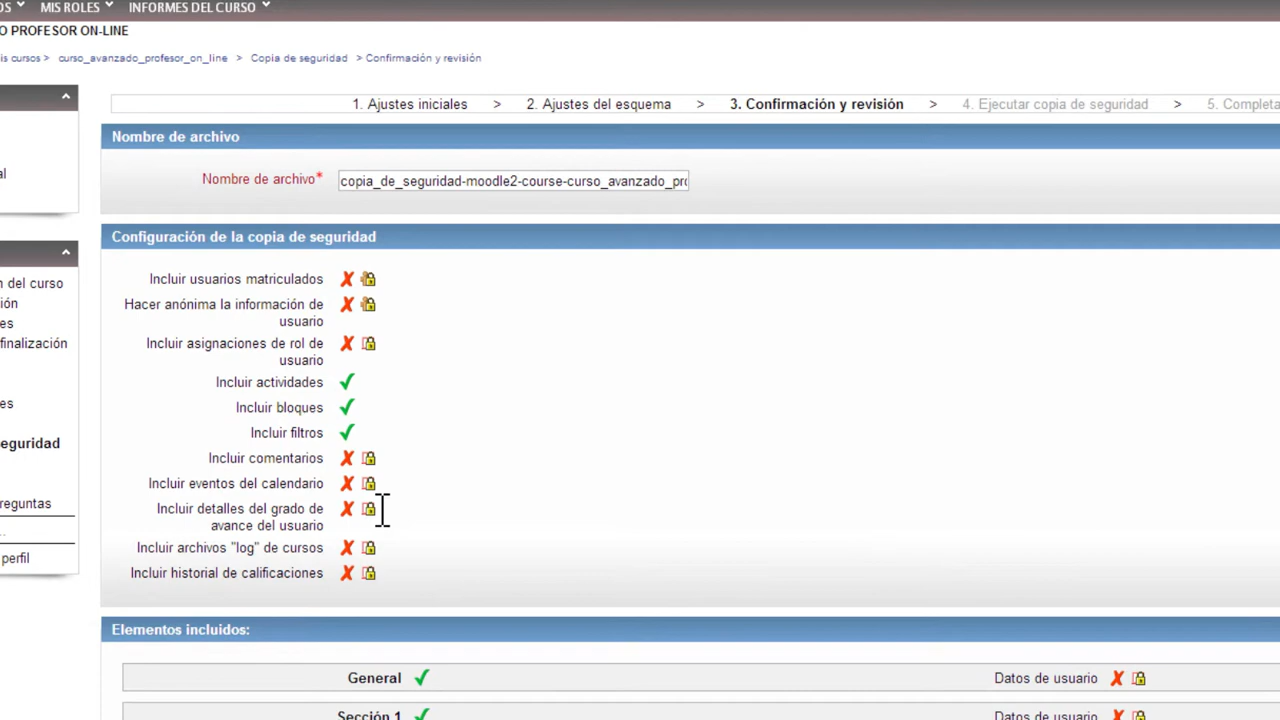 OS MIS ROLES INFORMES DEL CURSO
O PROFESOR ON-LINE
is cursos > curso_avanzado_profesor_on_line > Copia de seguridad > Confirmación y revisión
1. Ajustes iniciales > 2. Ajustes del esquema > 3. Confirmación y revisión > 4. Ejecutar copia de seguridad > 5. Completa
Nombre de archivo
al
Nombre de archivo* copia_de_seguridad-moodle2-course-curso_avanzado_pro
Configuración de la copia de seguridad
n del curso
ión
es
finalización
es
seguridad
reguntas
...
perfil
Incluir usuarios matriculados
Hacer anónima la información de
usuario
Incluir asignaciones de rol de
usuario
Incluir actividades
Incluir bloques
Incluir filtros
Incluir comentarios
Incluir eventos del calendario
Incluir detalles del grado de
avance del usuario
Incluir archivos "log" de cursos
Incluir historial de calificaciones
Elementos incluidos:
General Datos de usuario
Sección 1 Datos de usuario